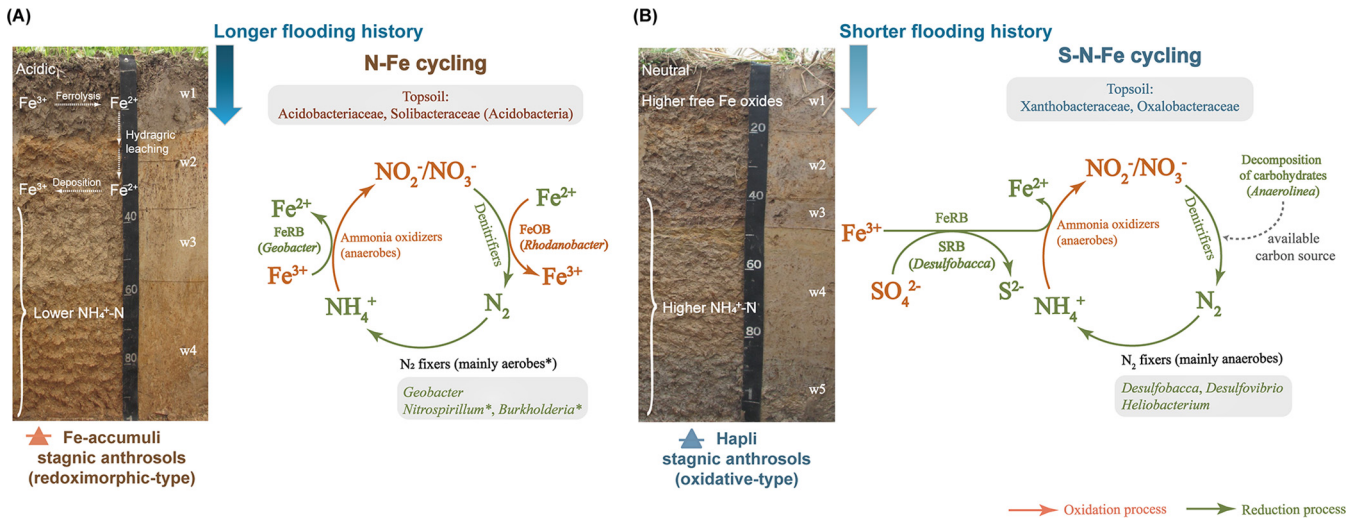 (A)
Longer flooding history
N-Fe cycling
Topsoil:
Acidobacteriaceae, Solibacteraceae (Acidobacteria)
Acidic
Fe³⁺
Ferrolysis
Fe²⁺
w1
Hydragric
leaching
w2
Fe³⁺
Deposition
Fe²⁺
40
w3
60
Lower NH₄⁺-N
w4
80
1
NO₂⁻/NO₃⁻
Fe²⁺
FeRB
(Geobacter)
Fe³⁺
Ammonia oxidizers
(anaerobes)
Denitrifiers
Fe²⁺
FeOB
(Rhodanobacter)
Fe³⁺
NH₄⁺
N₂
N₂ fixers (mainly aerobes*)
Geobacter
Nitrospirillum*, Burkholderia*
Fe-accumuli
stagnic anthrosols
(redoximorphic-type)
(B)
Shorter flooding history
S-N-Fe cycling
Topsoil:
Xanthobacteraceae, Oxalobacteraceae
Neutral
Higher free Fe oxides
w1
20
w2
40
w3
60
w4
Higher NH₄⁺-N
80
w5
1
NO₂⁻/NO₃⁻
Decomposition
of carbohydrates
(Anaerolinea)
Fe²⁺
FeRB
Fe³⁺
SRB
(Desulfobacca)
SO₄²⁻
S²⁻
Ammonia oxidizers
(anaerobes)
Denitrifiers
available
carbon source
NH₄⁺
N₂
N₂ fixers (mainly anaerobes)
Desulfobacca, Desulfovibrio
Heliobacterium
Hapli
stagnic anthrosols
(oxidative-type)
Oxidation process
Reduction process